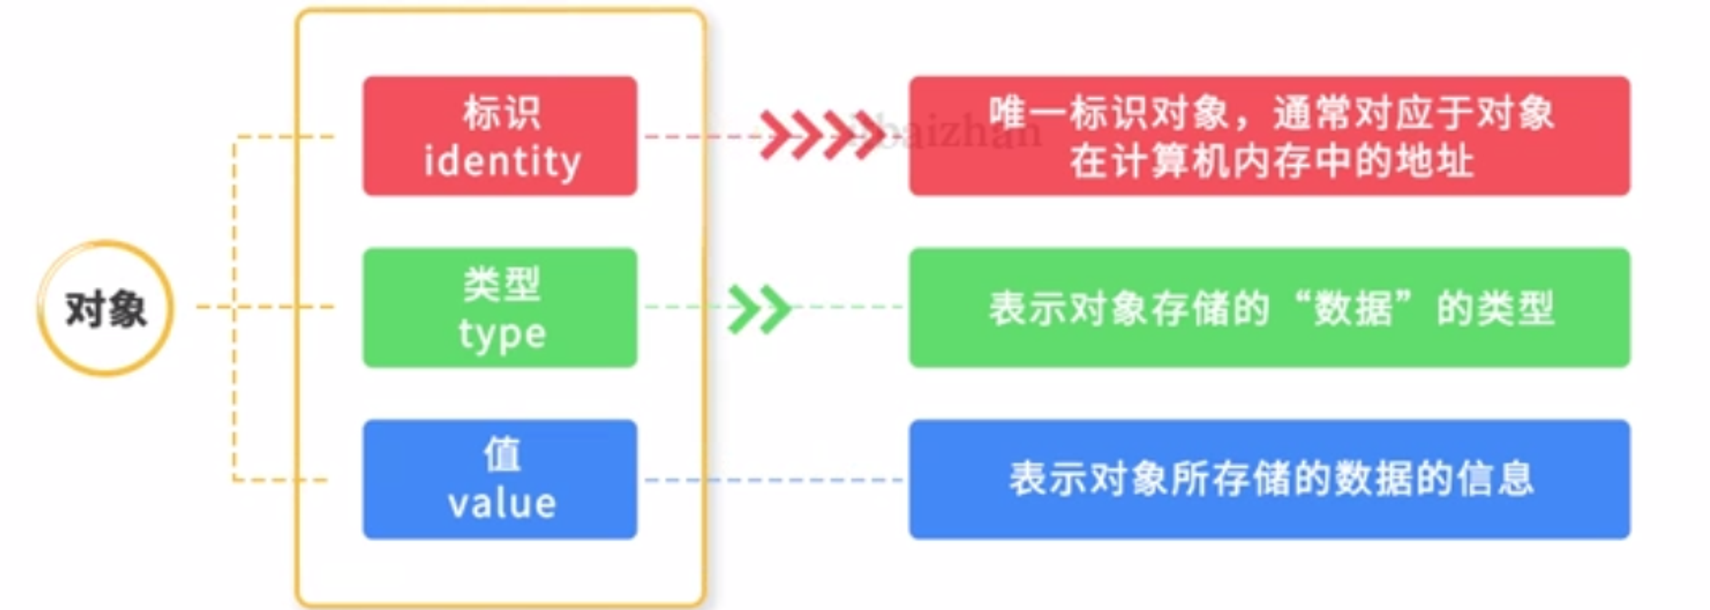 对象
标识
identity
唯一标识对象，通常对应于对象
在计算机内存中的地址
类型
type
表示对象存储的“数据”的类型
值
value
表示对象所存储的数据的信息